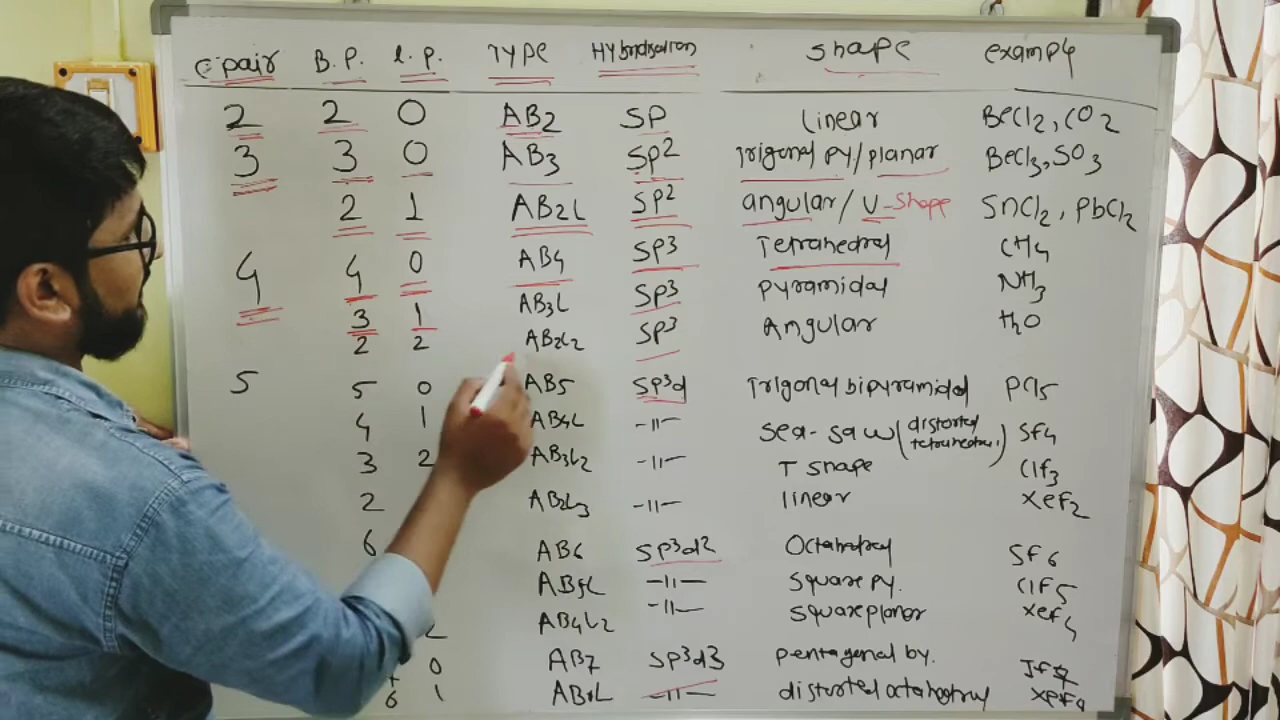 e pair B.P. l.P. TYPE Hybridisation shape example
2 2 0 AB2 SP linear BeCl2, CO2
3 3 0 AB3 SP2 Trigonal py/planar BeCl3, SO3
2 1 AB2L SP2 angular/ V-shape SnCl2, PbCl2
4 4 0 AB4 SP3 Tetrahedral CH4
3 1 AB3L SP3 pyramidal NH3
2 2 AB2L2 SP3 Angular H2O
5 5 0 AB5 SP3d Trigonal bipyramidal PCl5
4 1 AB4L -11- sea-saw (distorted tetrahedral) Sf4
3 2 AB3L2 -11- T shape Clf3
2 AB2L3 -11- linear xef2
6 AB6 SP3d2 Octahedral Sf6
AB5L -11- square py. ClF5
2 AB4L2 -11- square planar xef4
0 AB7 SP3d3 pentagonal by.
6 1 -11- distorted octahedral